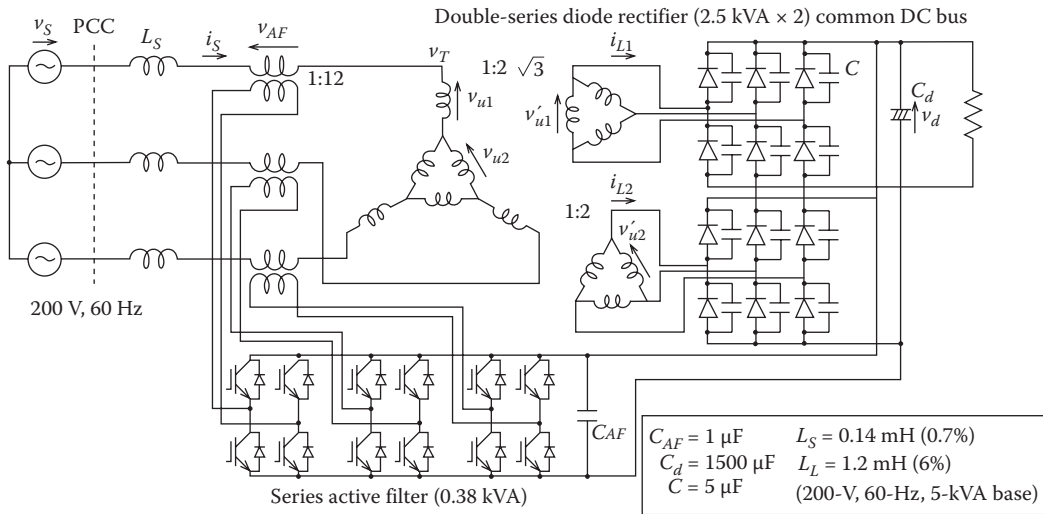 Double-series diode rectifier (2.5 kVA × 2) common DC bus
v_S
PCC
L_S
i_S
v_AF
1:12
v_T
v_u1
v_u2
1:2 √3
i_L1
v′_u1
C
C_d
v_d
1:2
i_L2
v′_u2
200 V, 60 Hz
C_AF
Series active filter (0.38 kVA)
C_AF = 1 μF L_S = 0.14 mH (0.7%)
C_d = 1500 μF L_L = 1.2 mH (6%)
C = 5 μF (200-V, 60-Hz, 5-kVA base)